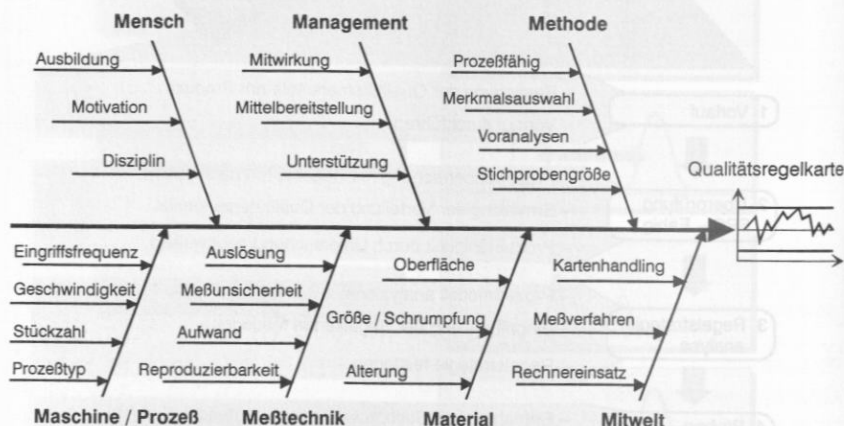 Mensch
Management
Methode
Ausbildung
Motivation
Disziplin
Mitwirkung
Mittelbereitstellung
Unterstützung
Prozeßfähig
Merkmalsauswahl
Voranalysen
Stichprobengröße
Qualitätsregelkarte
Eingriffsfrequenz
Geschwindigkeit
Stückzahl
Prozeßtyp
Auslösung
Meßunsicherheit
Aufwand
Reproduzierbarkeit
Oberfläche
Größe / Schrumpfung
Alterung
Kartenhandling
Meßverfahren
Rechnereinsatz
Maschine / Prozeß
Meßtechnik
Material
Mitwelt